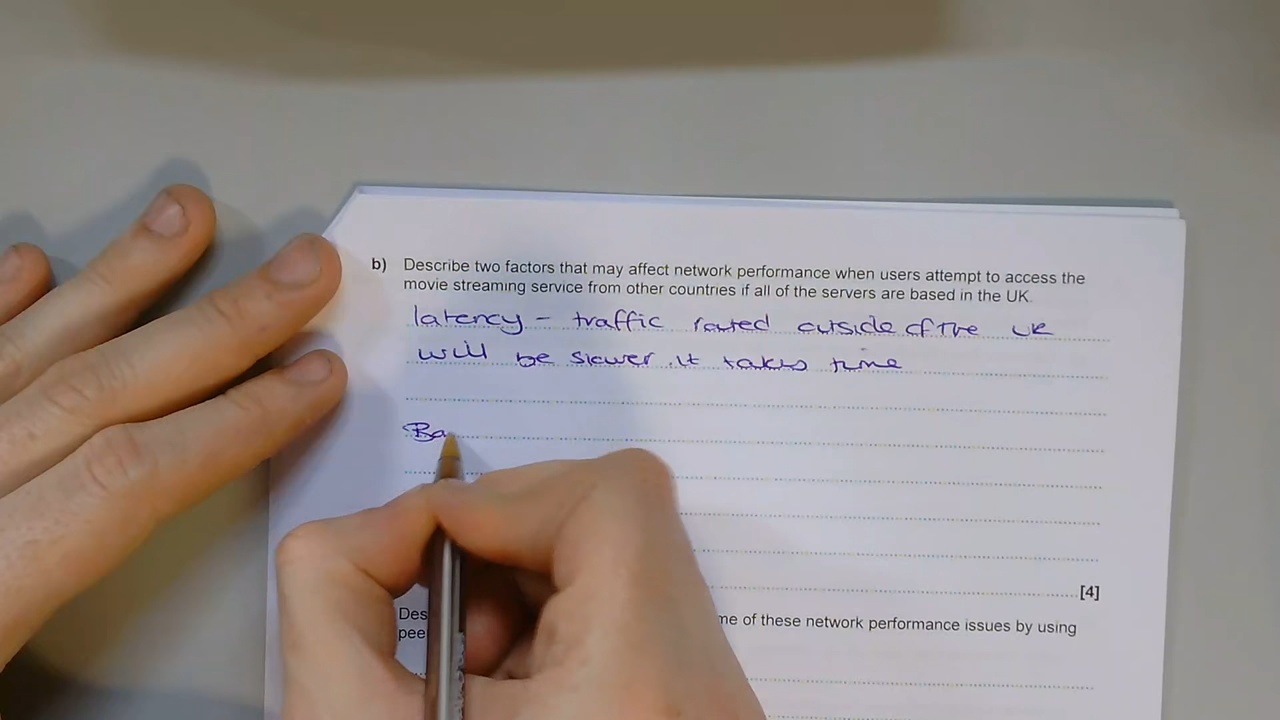 b) Describe two factors that may affect network performance when users attempt to access the
movie streaming service from other countries if all of the servers are based in the UK.
latency - traffic routed outside of the UK
will be slower. it takes time
Ba
[4]
Des
me of these network performance issues by using
pee